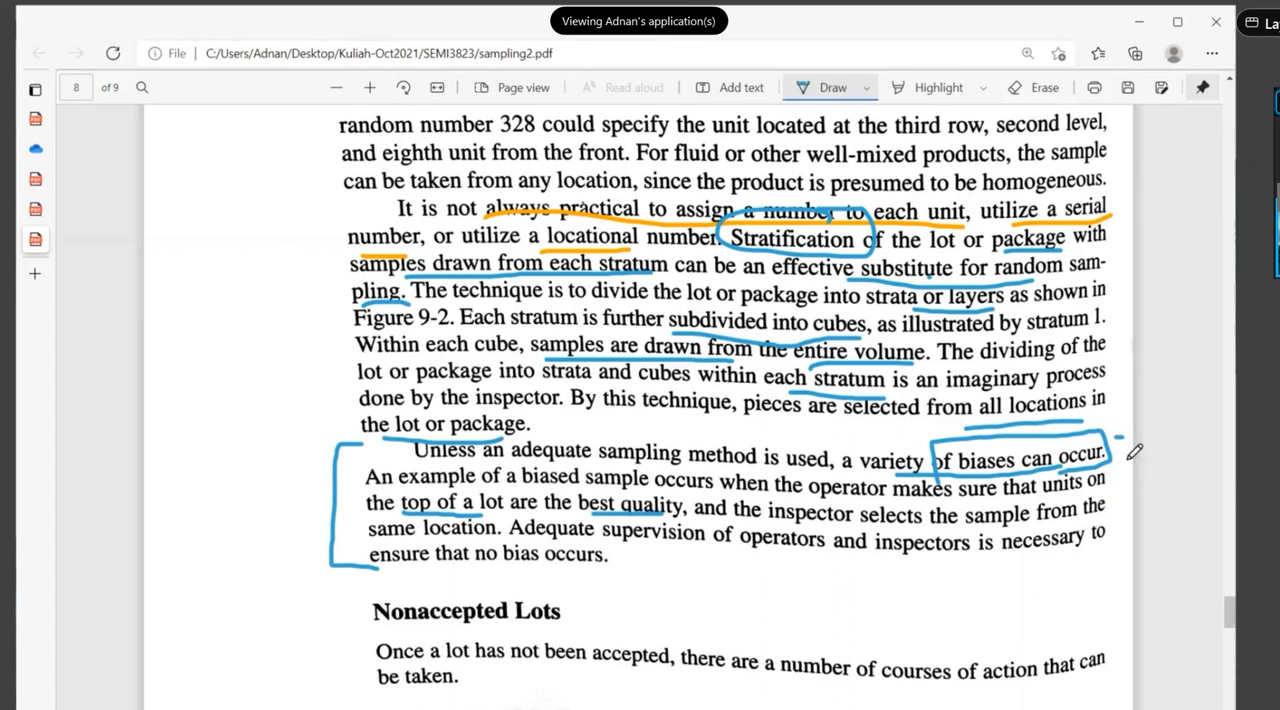 Viewing Adnan's application(s)
La
File C:/Users/Adnan/Desktop/Kuliah-Oct2021/SEMI3823/sampling2.pdf
8 of 9 Page view Read aloud Add text Draw Highlight Erase
random number 328 could specify the unit located at the third row, second level,
and eighth unit from the front. For fluid or other well-mixed products, the sample
can be taken from any location, since the product is presumed to be homogeneous.
It is not always practical to assign a number to each unit, utilize a serial
number, or utilize a locational number. Stratification of the lot or package with
samples drawn from each stratum can be an effective substitute for random sam-
pling. The technique is to divide the lot or package into strata or layers as shown in
Figure 9-2. Each stratum is further subdivided into cubes, as illustrated by stratum 1.
Within each cube, samples are drawn from the entire volume. The dividing of the
lot or package into strata and cubes within each stratum is an imaginary process
done by the inspector. By this technique, pieces are selected from all locations in
the lot or package.
Unless an adequate sampling method is used, a variety of biases can occur.
An example of a biased sample occurs when the operator makes sure that units on
the top of a lot are the best quality, and the inspector selects the sample from the
same location. Adequate supervision of operators and inspectors is necessary to
ensure that no bias occurs.
Nonaccepted Lots
Once a lot has not been accepted, there are a number of courses of action that can
be taken.